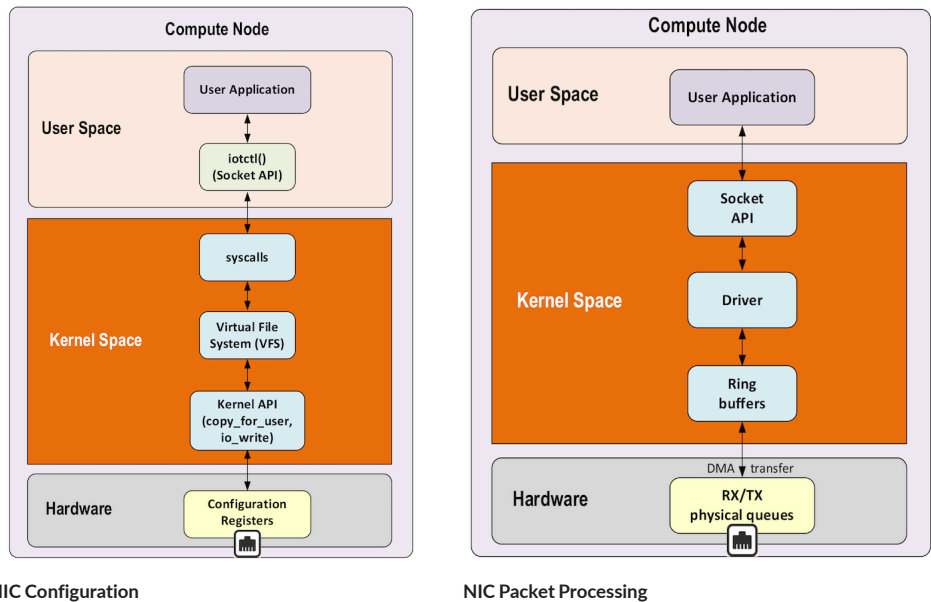 Compute Node
User Space
User Application
iotctl()
(Socket API)
Kernel Space
syscalls
Virtual File
System (VFS)
Kernel API
(copy_for_user,
io_write)
Hardware
Configuration
Registers
IIC Configuration
Compute Node
User Space
User Application
Kernel Space
Socket
API
Driver
Ring
buffers
DMA transfer
Hardware
RX/TX
physical queues
NIC Packet Processing